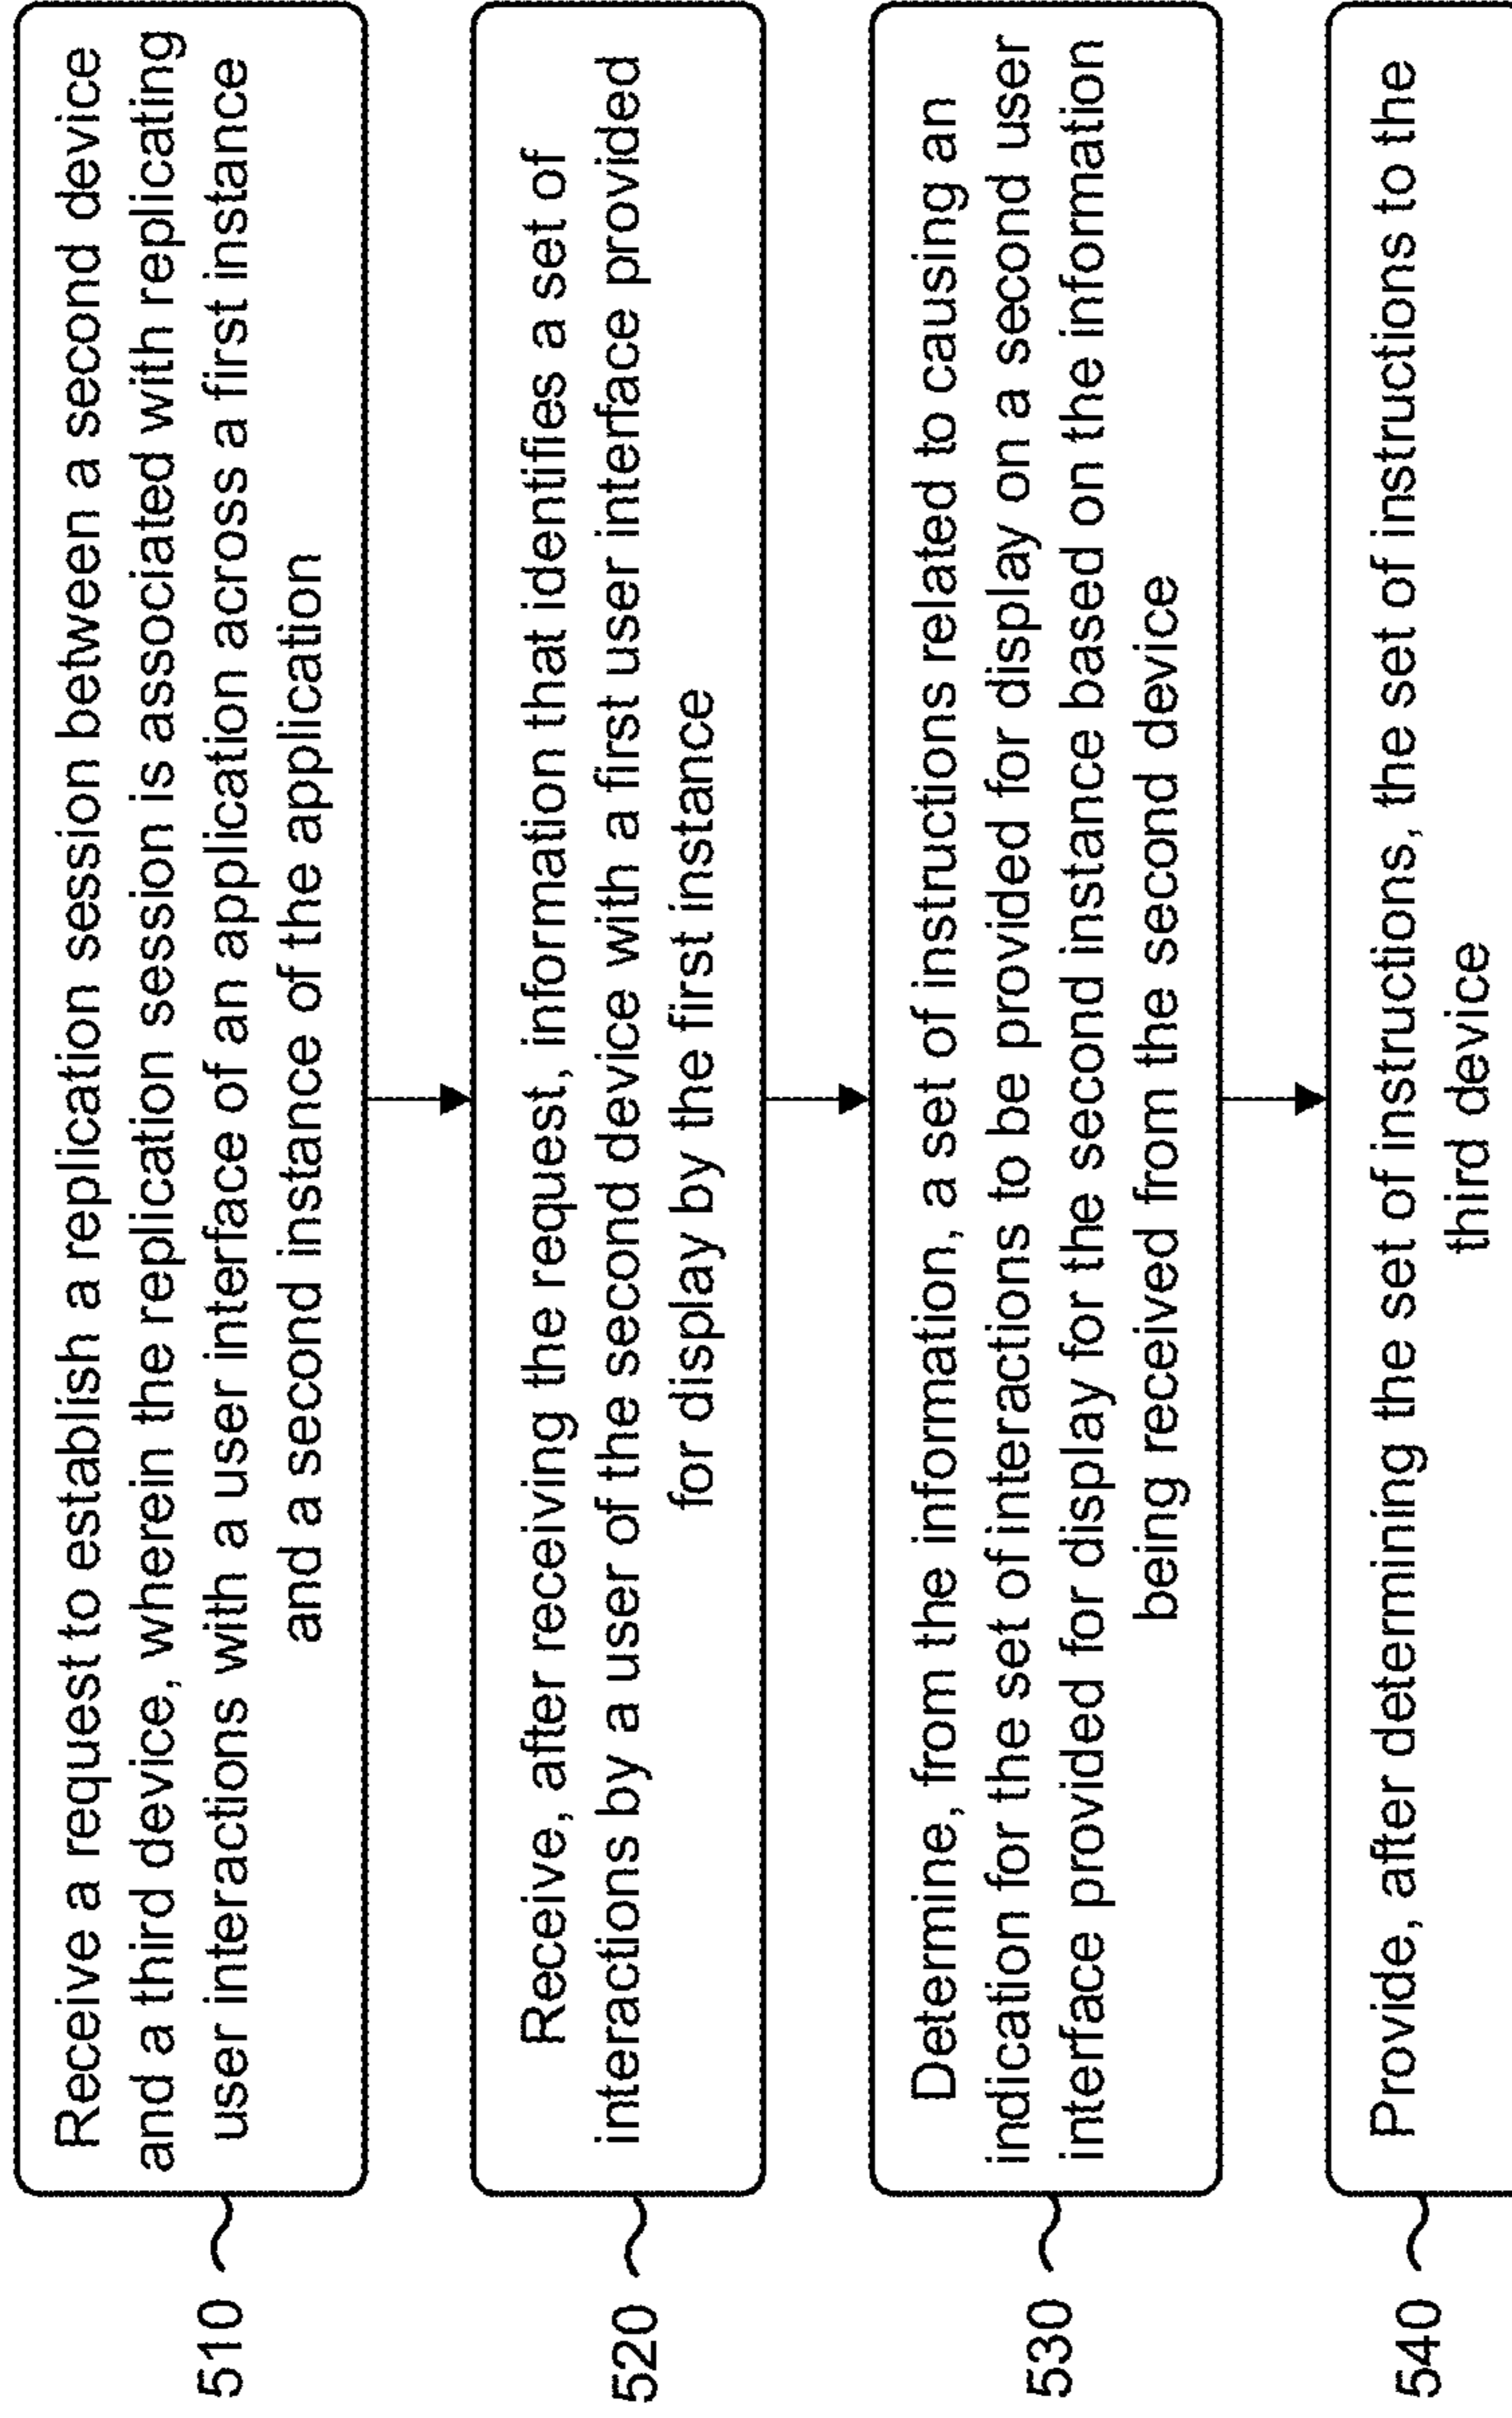 510
Receive a request to establish a replication session between a second device
and a third device, wherein the replication session is associated with replicating
user interactions with a user interface of an application across a first instance
and a second instance of the application
520
Receive, after receiving the request, information that identifies a set of
interactions by a user of the second device with a first user interface provided
for display by the first instance
530
Determine, from the information, a set of instructions related to causing an
indication for the set of interactions to be provided for display on a second user
interface provided for display for the second instance based on the information
being received from the second device
540
Provide, after determining the set of instructions, the set of instructions to the
third device